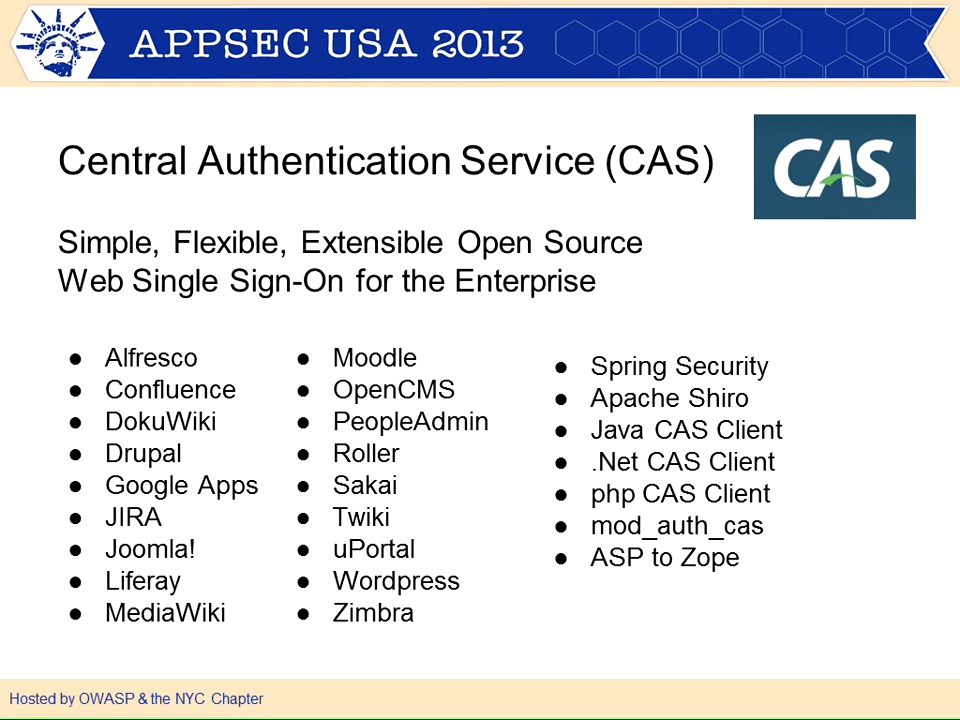 APPSEC USA 2013
Central Authentication Service (CAS)
CAS
Simple, Flexible, Extensible Open Source
Web Single Sign-On for the Enterprise
● Alfresco
● Confluence
● DokuWiki
● Drupal
● Google Apps
● JIRA
● Joomla!
● Liferay
● MediaWiki
● Moodle
● OpenCMS
● PeopleAdmin
● Roller
● Sakai
● Twiki
● uPortal
● Wordpress
● Zimbra
● Spring Security
● Apache Shiro
● Java CAS Client
● .Net CAS Client
● php CAS Client
● mod_auth_cas
● ASP to Zope
Hosted by OWASP & the NYC Chapter